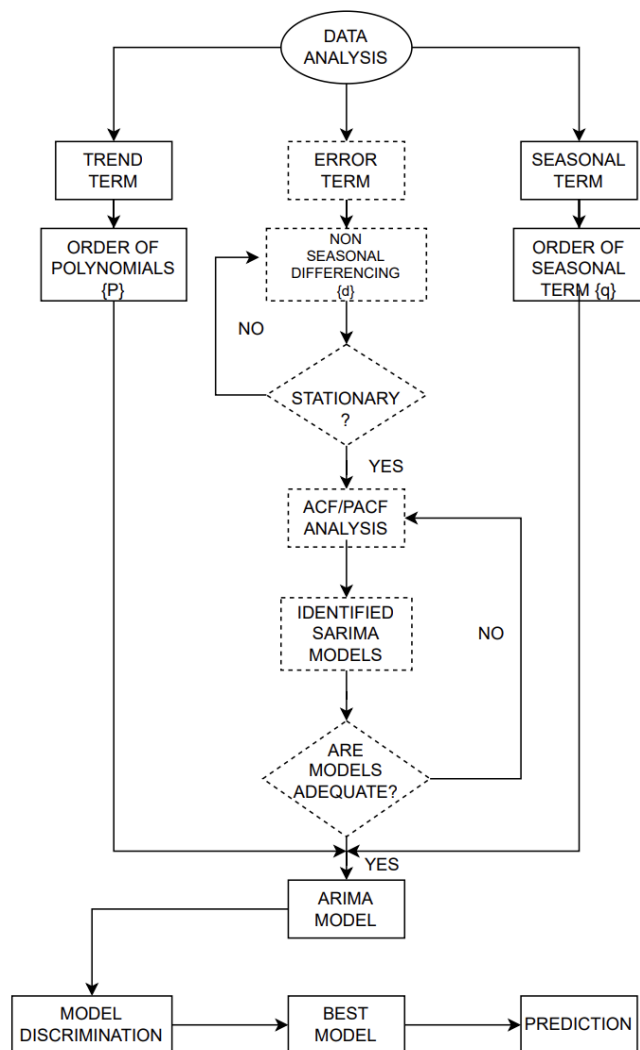 DATA
ANALYSIS
TREND
TERM
ERROR
TERM
SEASONAL
TERM
ORDER OF
POLYNOMIALS
{P}
NON
SEASONAL
DIFFERENCING
{d}
ORDER OF
SEASONAL
TERM {q}
NO
STATIONARY
?
YES
ACF/PACF
ANALYSIS
IDENTIFIED
SARIMA
MODELS
NO
ARE
MODELS
ADEQUATE?
YES
ARIMA
MODEL
MODEL
DISCRIMINATION
BEST
MODEL
PREDICTION